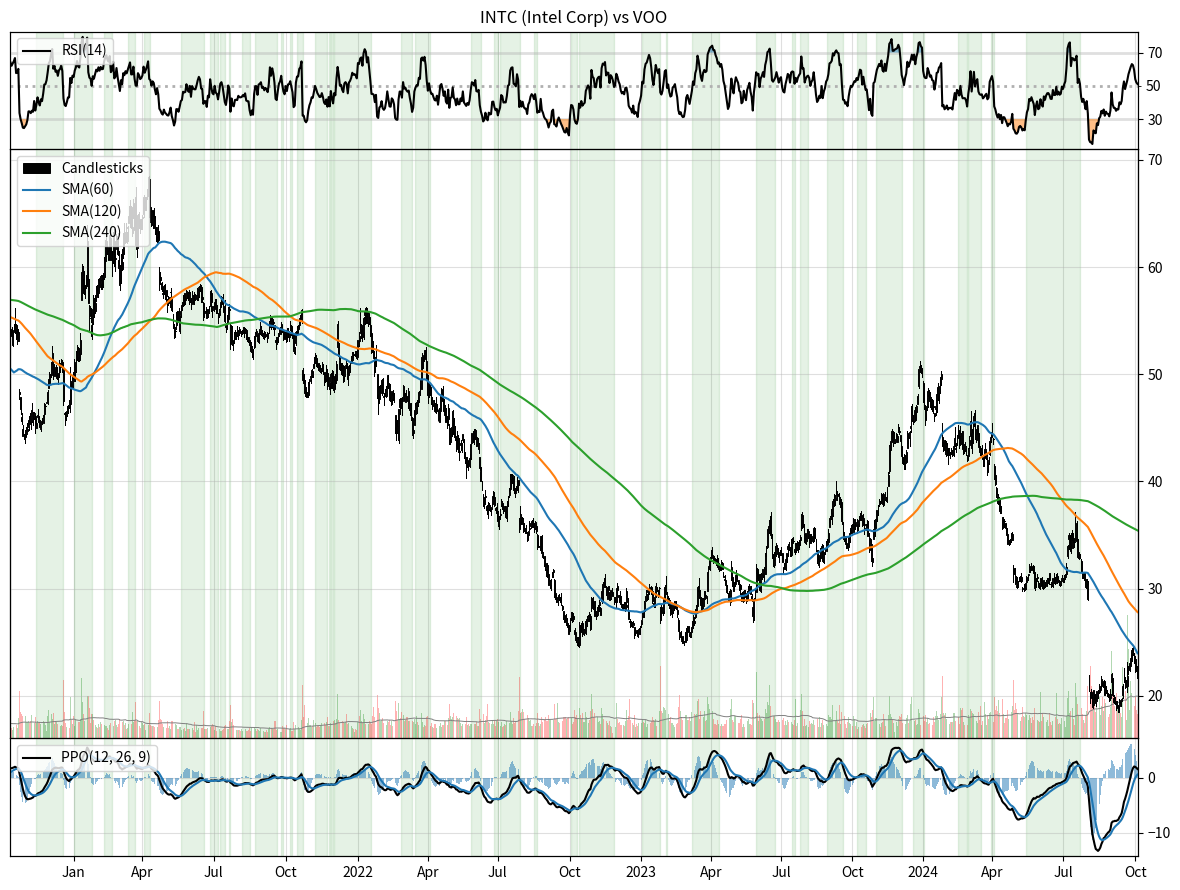 INTC (Intel Corp) vs VOO
RSI(14)
70
50
30
Candlesticks
SMA(60)
SMA(120)
SMA(240)
70
60
50
40
30
20
PPO(12, 26, 9)
0
−10
Jan Apr Jul Oct 2022 Apr Jul Oct 2023 Apr Jul Oct 2024 Apr Jul Oct